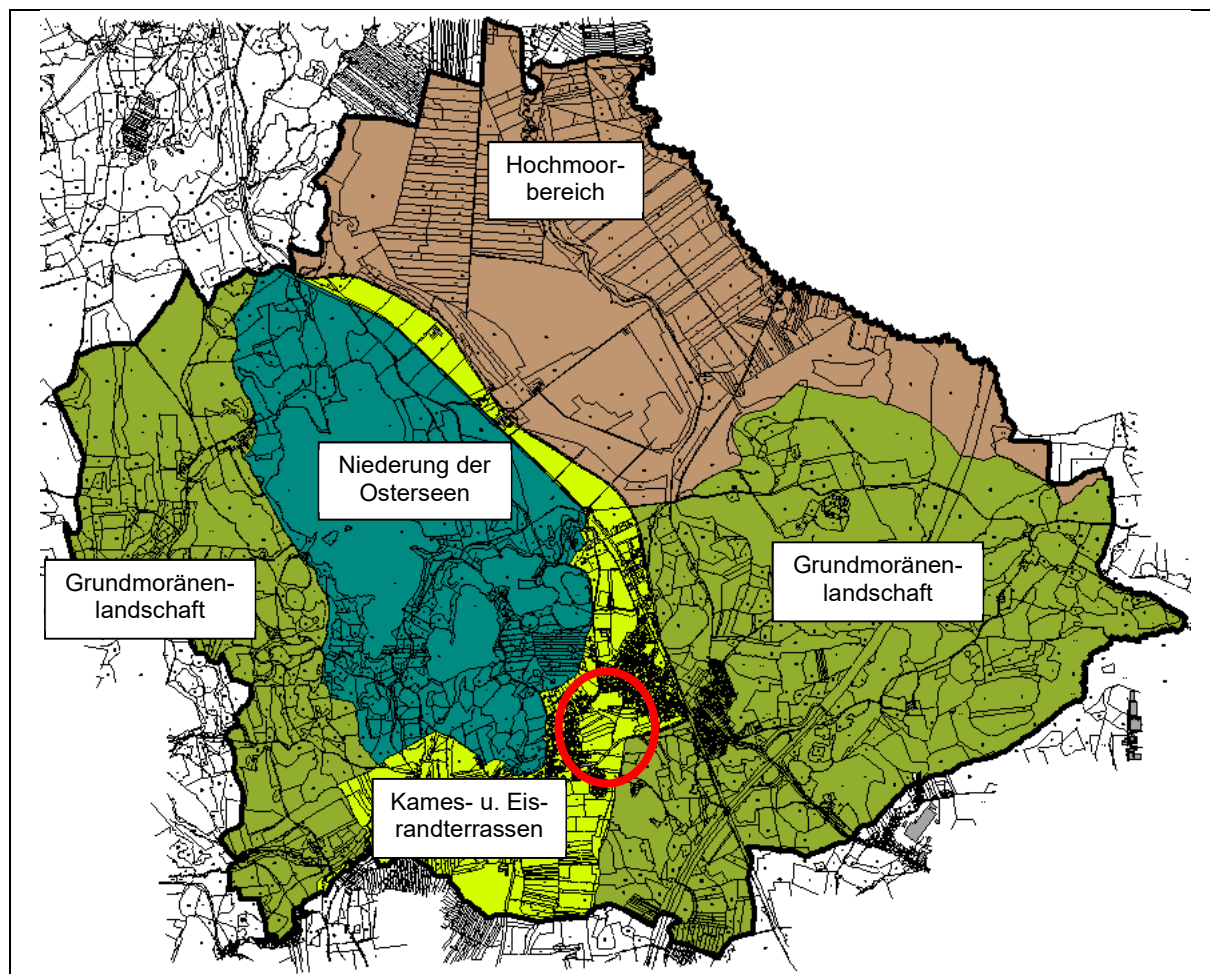 Hochmoor-
bereich
Niederung der
Osterseen
Grundmoränen-
landschaft
Grundmoränen-
landschaft
Kames- u. Eis-
randterrassen